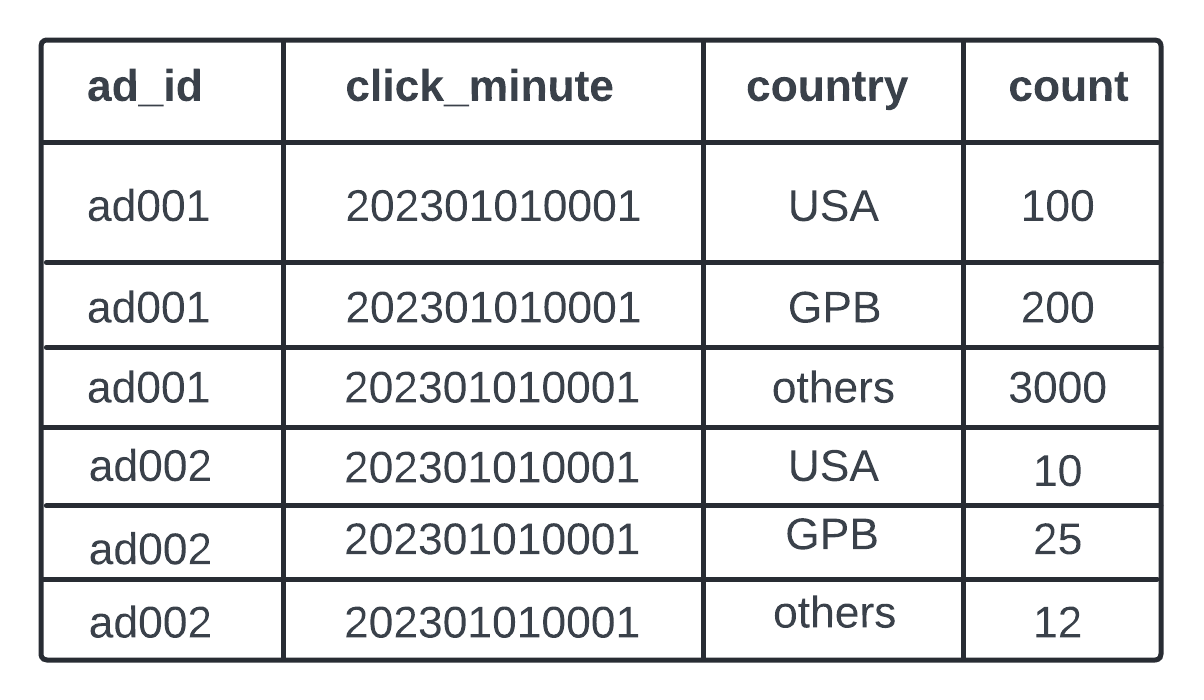 ad_id click_minute country count
ad001 202301010001 USA 100
ad001 202301010001 GPB 200
ad001 202301010001 others 3000
ad002 202301010001 USA 10
ad002 202301010001 GPB 25
ad002 202301010001 others 12